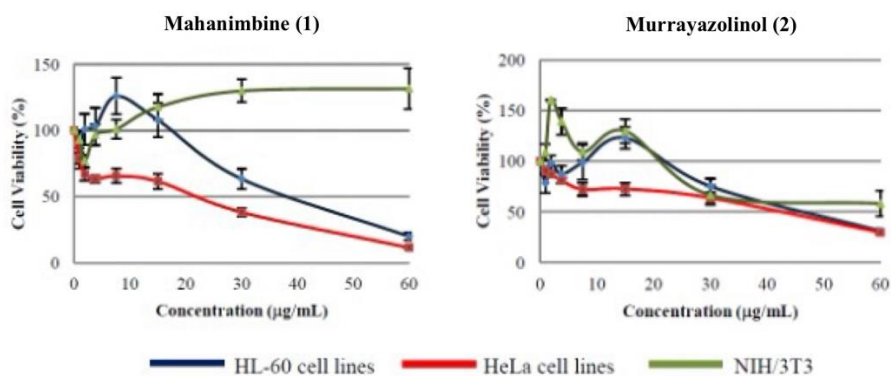 Mahanimbine (1)
150
100
50
0
Cell Viability (%)
0 10 20 30 40 50 60
Concentration (µg/mL)
Murrayazolinol (2)
200
150
100
50
0
Cell Viability (%)
0 10 20 30 40 50 60
Concentration (µg/mL)
HL-60 cell lines HeLa cell lines NIH/3T3